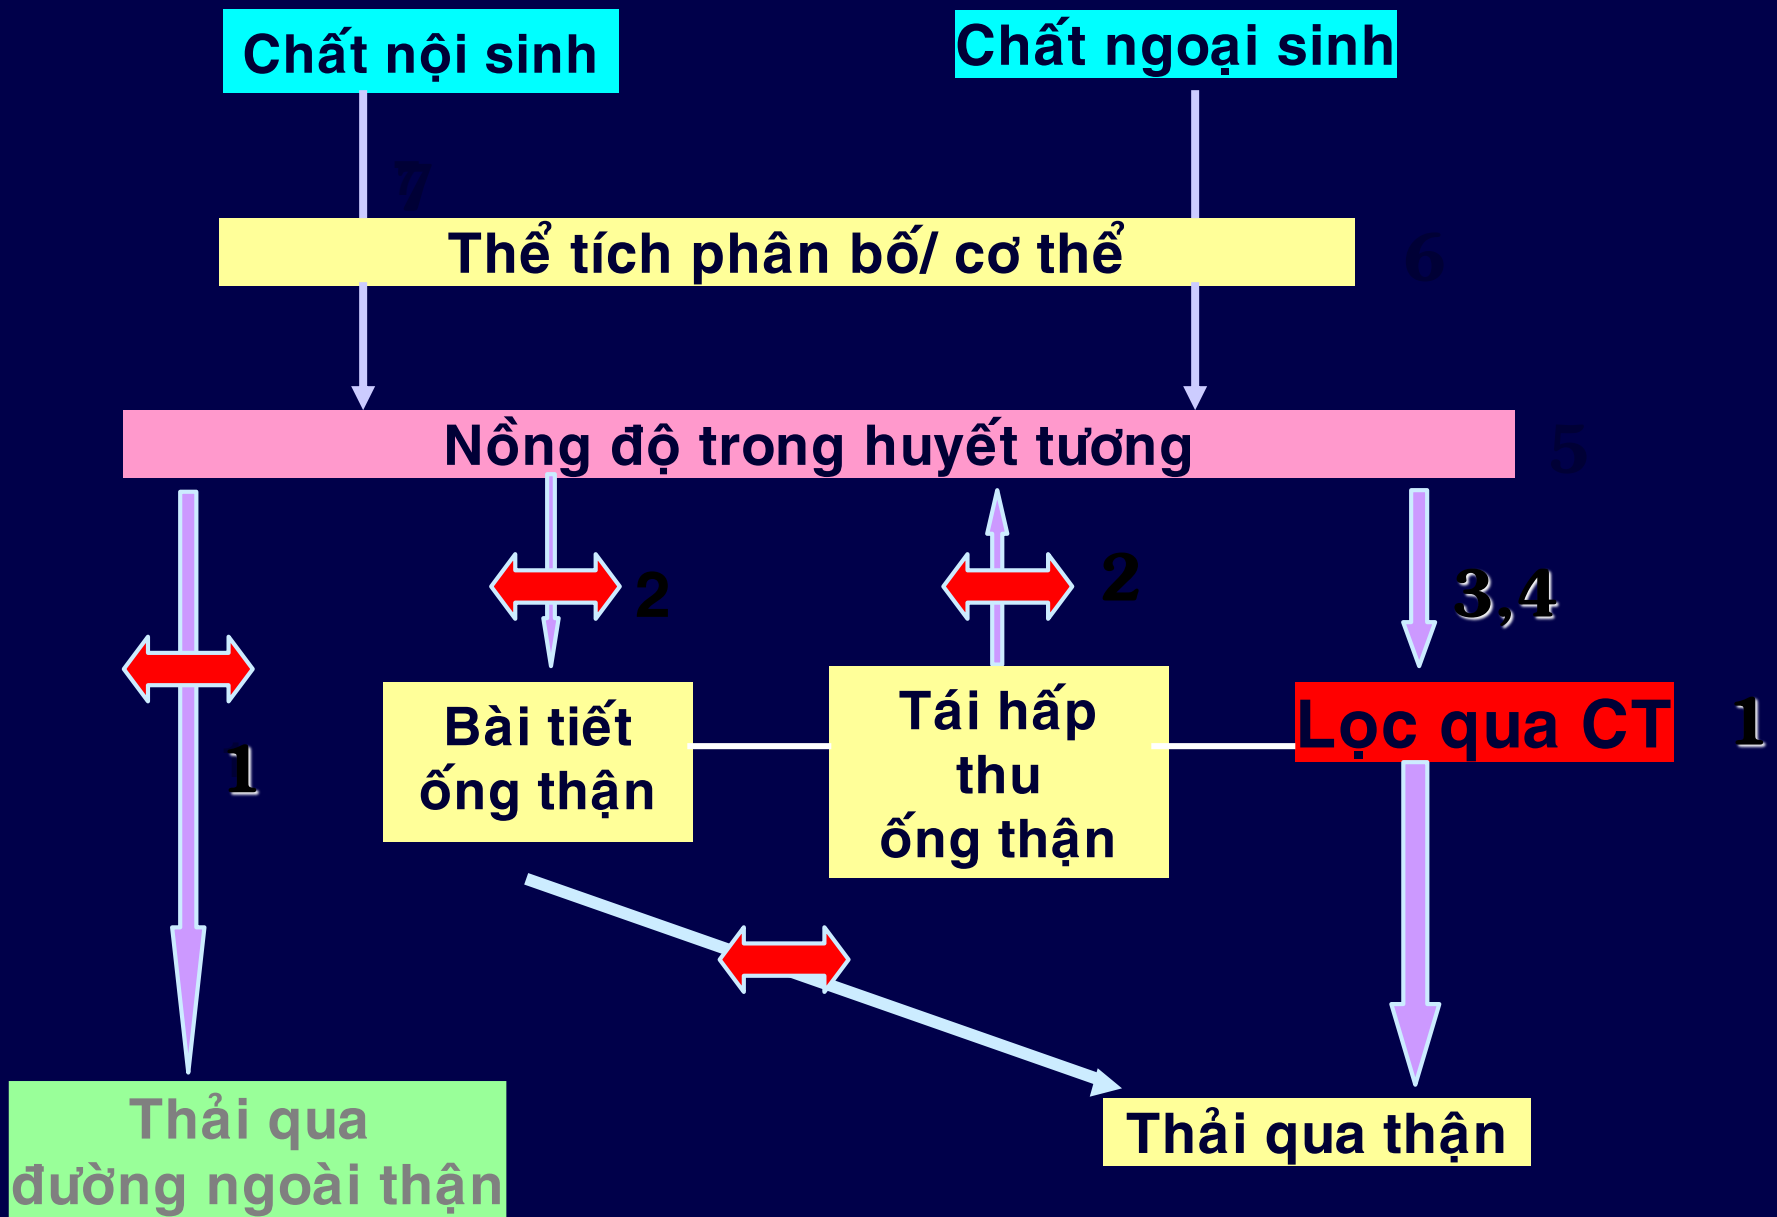 Chất nội sinh
Chất ngoại sinh
7
Thể tích phân bố/ cơ thể
6
Nồng độ trong huyết tương
5
2
2
3,4
Bài tiết
ống thận
Tái hấp
thu
ống thận
Lọc qua CT
1
1
Thải qua
đường ngoài thận
Thải qua thận